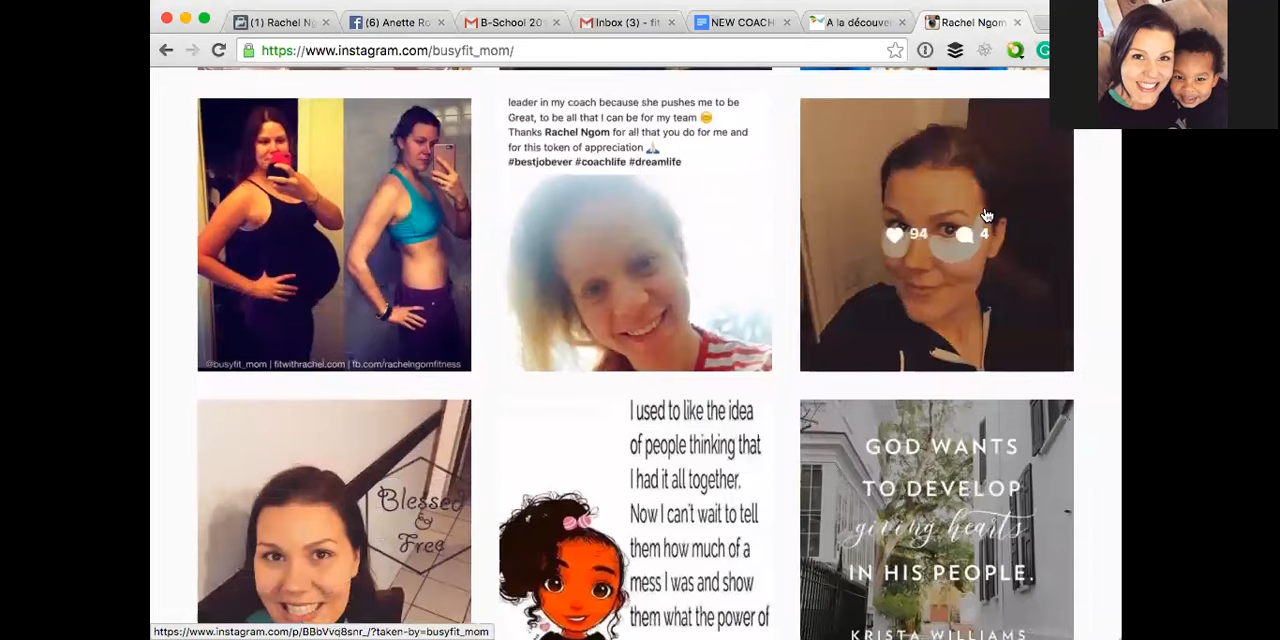 (1) Rachel Ng
(6) Anette Ro
B-School 20
Inbox (3) - fit
NEW COACH
A la découve
Rachel Ngom
https://www.instagram.com/busyfit_mom/
leader in my coach because she pushes me to be
Great, to be all that I can be for my team
Thanks Rachel Ngom for all that you do for me and
for this token of appreciation
#bestjobever #coachlife #dreamlife
94 4
@busyfit_mom | fitwithrachel.com | fb.com/rachelngomfitness
Blessed
&
Free
I used to like the idea
of people thinking that
I had it all together.
Now I can't wait to tell
them how much of a
mess I was and show
them what the power of
GOD WANTS
TO DEVELOP
giving hearts
IN HIS PEOPLE.
KRISTA WILLIAMS
https://www.instagram.com/p/BBbVvq8snr_/?taken-by=busyfit_mom